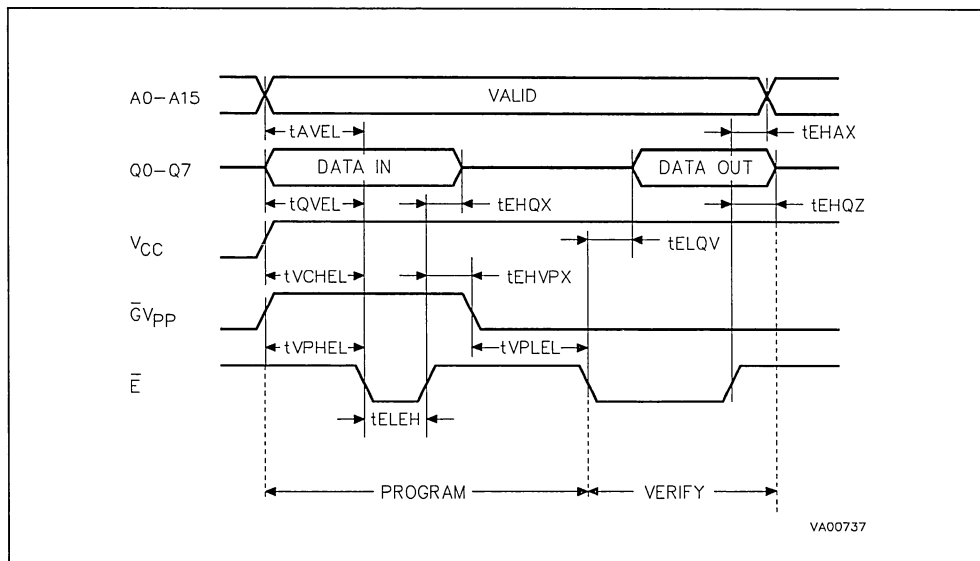 A0-A15
VALID
tAVEL
tEHAX
Q0-Q7
DATA IN
DATA OUT
tQVEL
tEHQX
tEHQZ
VCC
tELQV
tVCHEL
tEHVPX
G̅VPP
tVPHEL
tVPLEL
E̅
tELEH
PROGRAM
VERIFY
VA00737